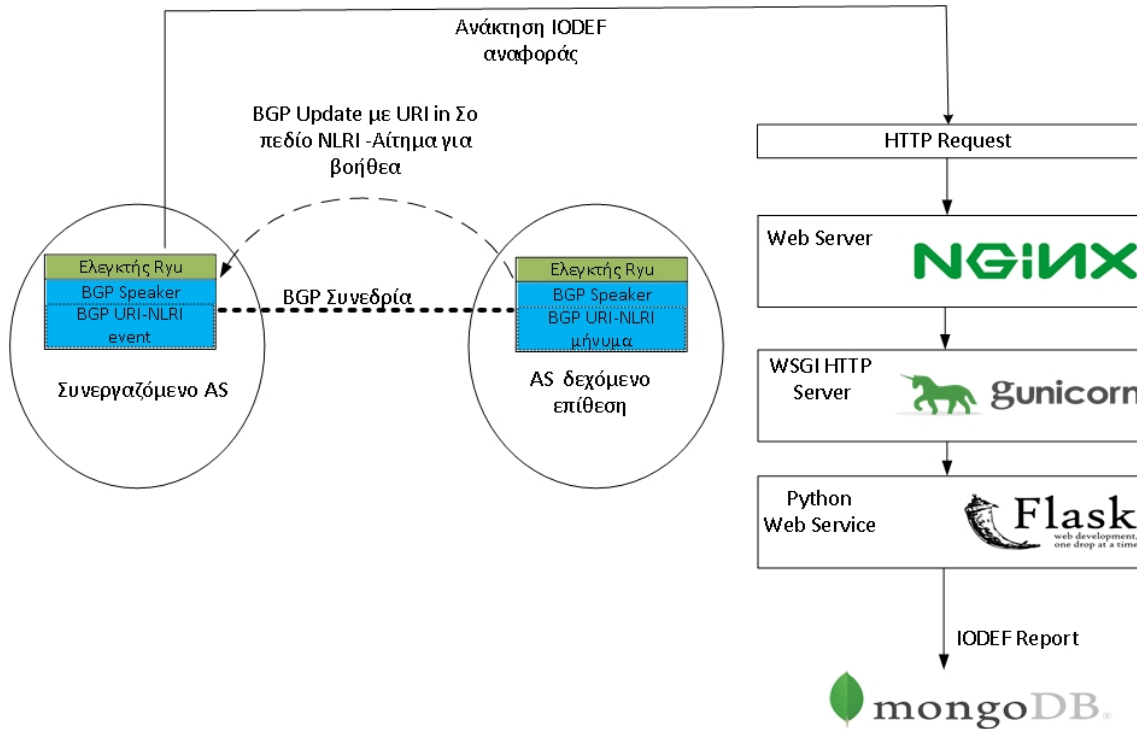 Ανάκτηση IODEF
αναφοράς
BGP Update με URI in Σο
πεδίο NLRI -Αίτημα για
βοήθεα
HTTP Request
Web Server
NGiNX
Ελεγκτής Ryu
BGP Speaker
BGP URI-NLRI
event
BGP Συνεδρία
Ελεγκτής Ryu
BGP Speaker
BGP URI-NLRI
μήνυμα
Συνεργαζόμενο AS
AS δεχόμενο
επίθεση
WSGI HTTP
Server
gunicorn
Python
Web Service
Flask
web development,
one drop at a time
IODEF Report
mongoDB®